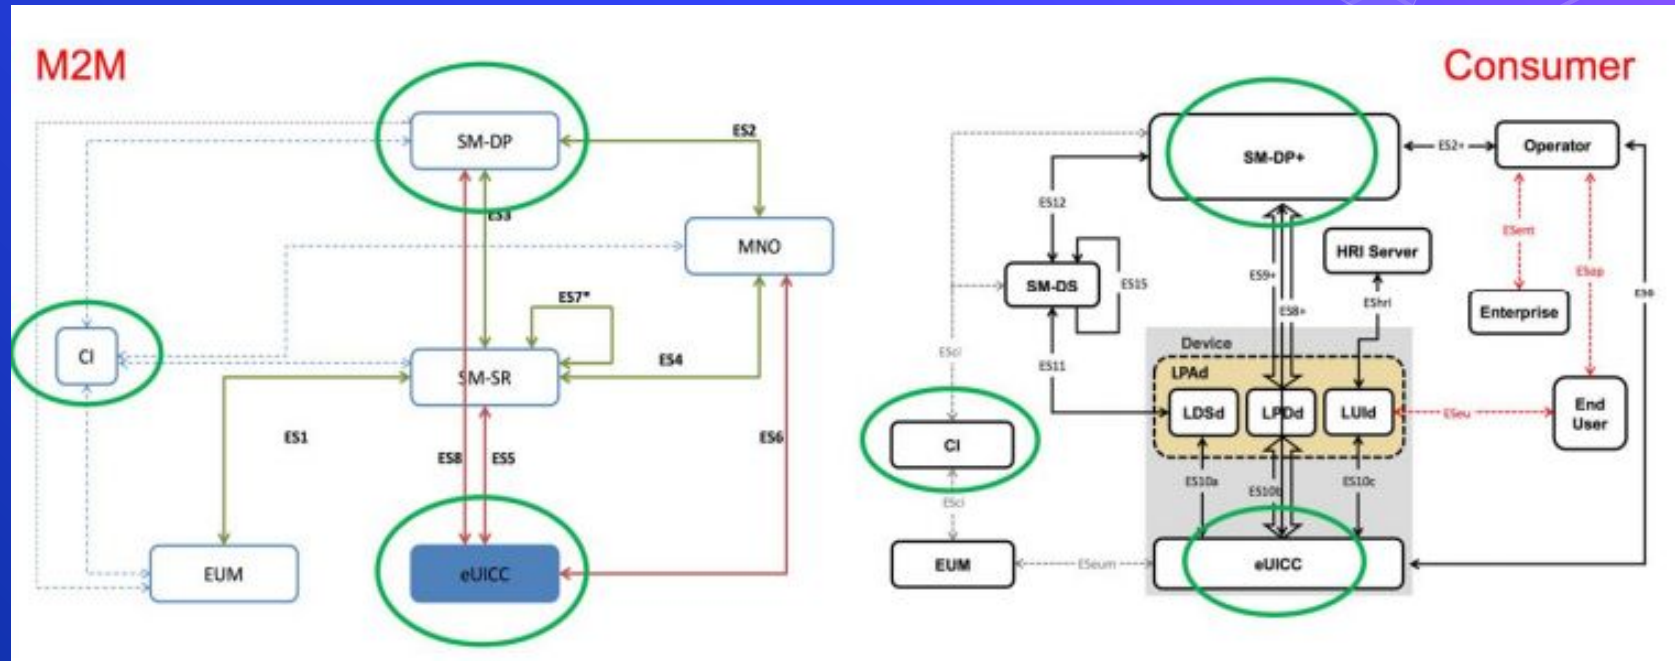 M2M
SM-DP
ES2
ES3
MNO
ES7*
CI
SM-SR
ES4
ES1
ES8
ES5
ES6
EUM
eUICC
Consumer
SM-DP+
ES2+
Operator
ES12
ESent
HRI Server
ESop
SM-DS
ES15
ES9+
ES8+
EShri
Enterprise
ES6
Device
ESci
ES11
LPAd
LDSd
LPDd
LUId
ESeu
End
User
CI
ES10a
ES10b
ES10c
ESci
EUM
ESeum
eUICC